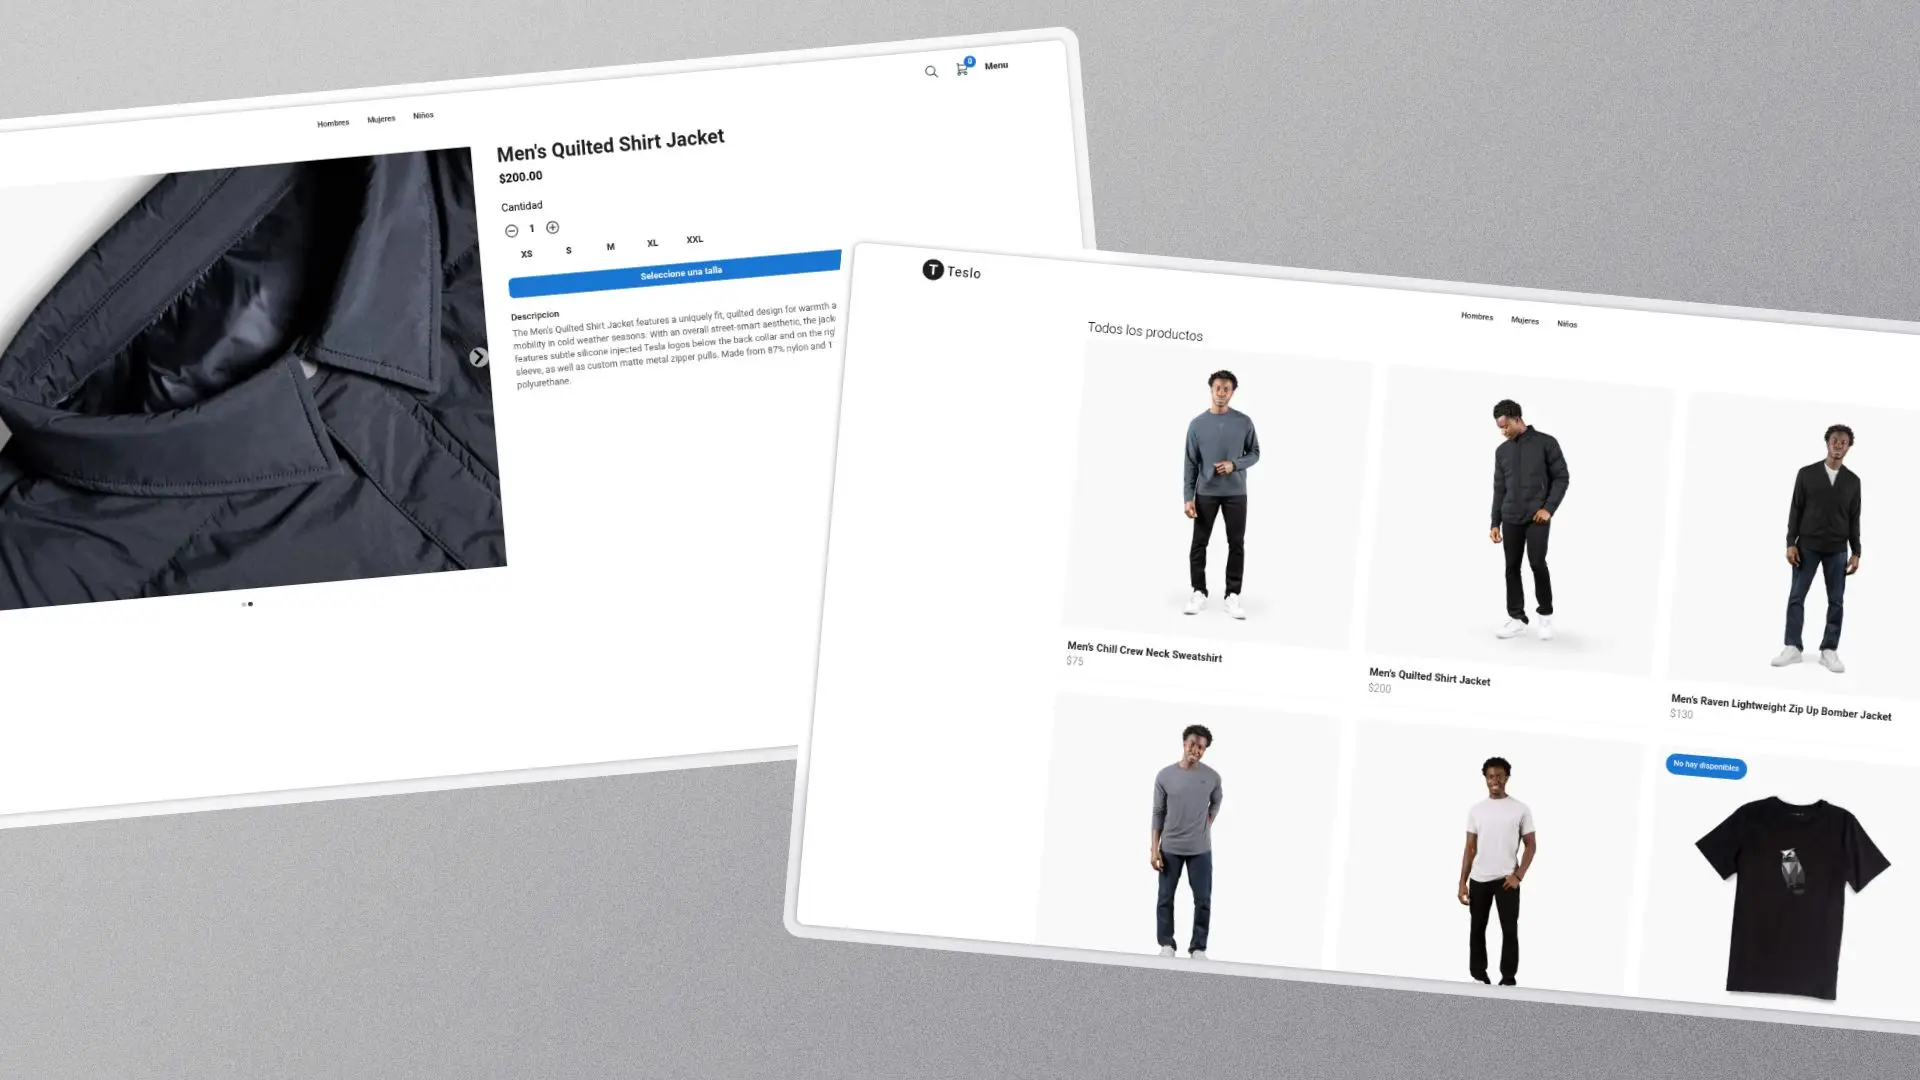 Hombres Mujeres Niños
0 Menu
Men's Quilted Shirt Jacket
$200.00
Cantidad
1
XS S M XL XXL
Seleccione una talla
Descripcion
The Men's Quilted Shirt Jacket features a uniquely fit, quilted design for warmth a
mobility in cold weather seasons. With an overall street-smart aesthetic, the jack
features subtle silicone injected Tesla logos below the back collar and on the rig
sleeve, as well as custom matte metal zipper pulls. Made from 87% nylon and 1
polyurethane.
T Teslo
Hombres Mujeres Niños
Todos los productos
Men's Chill Crew Neck Sweatshirt
$75
Men's Quilted Shirt Jacket
$200
Men's Raven Lightweight Zip Up Bomber Jacket
$130
No hay disponibles